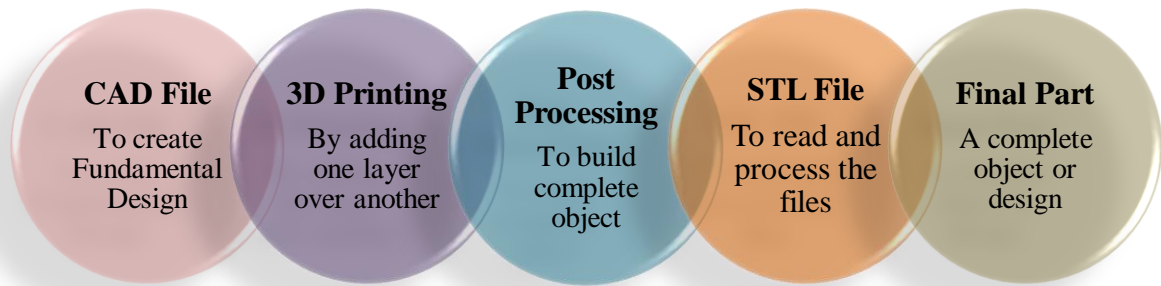 CAD File
To create
Fundamental
Design
3D Printing
By adding
one layer
over another
Post
Processing
To build
complete
object
STL File
To read and
process the
files
Final Part
A complete
object or
design